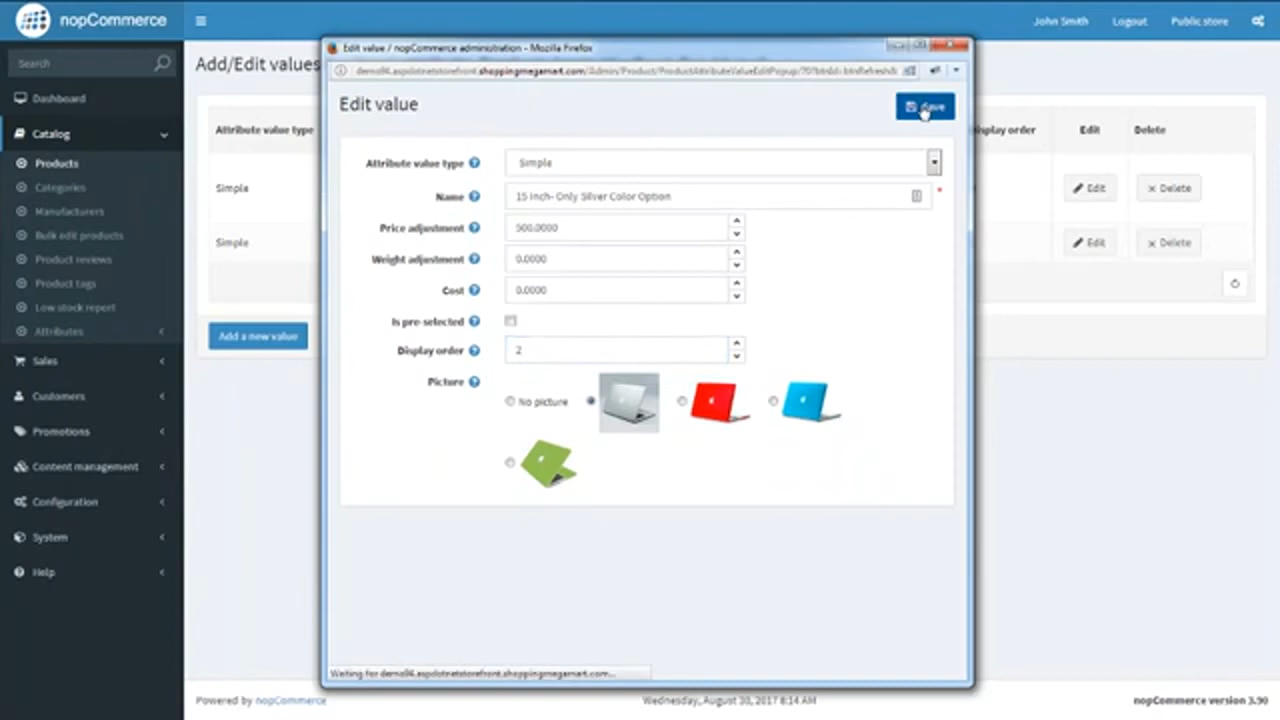 nopCommerce
John Smith
Logout
Public store
Search
Dashboard
Catalog
Products
Categories
Manufacturers
Bulk edit products
Product reviews
Product tags
Low stock report
Attributes
Sales
Customers
Promotions
Content management
Configuration
System
Help
Add/Edit values
Attribute value type
Simple
Simple
Add a new value
Edit value / nopCommerce administration - Mozilla Firefox
Edit value
Save
Attribute value type
Simple
Name
15 Inch- Only Silver Color Option
*
Price adjustment
500.0000
Weight adjustment
0.0000
Cost
0.0000
Is pre-selected
Display order
2
Picture
No picture
display order
Edit
Delete
Edit
Delete
Edit
Delete
Powered by nopCommerce
Wednesday, August 30, 2017 8:14 AM
nopCommerce version 3.90